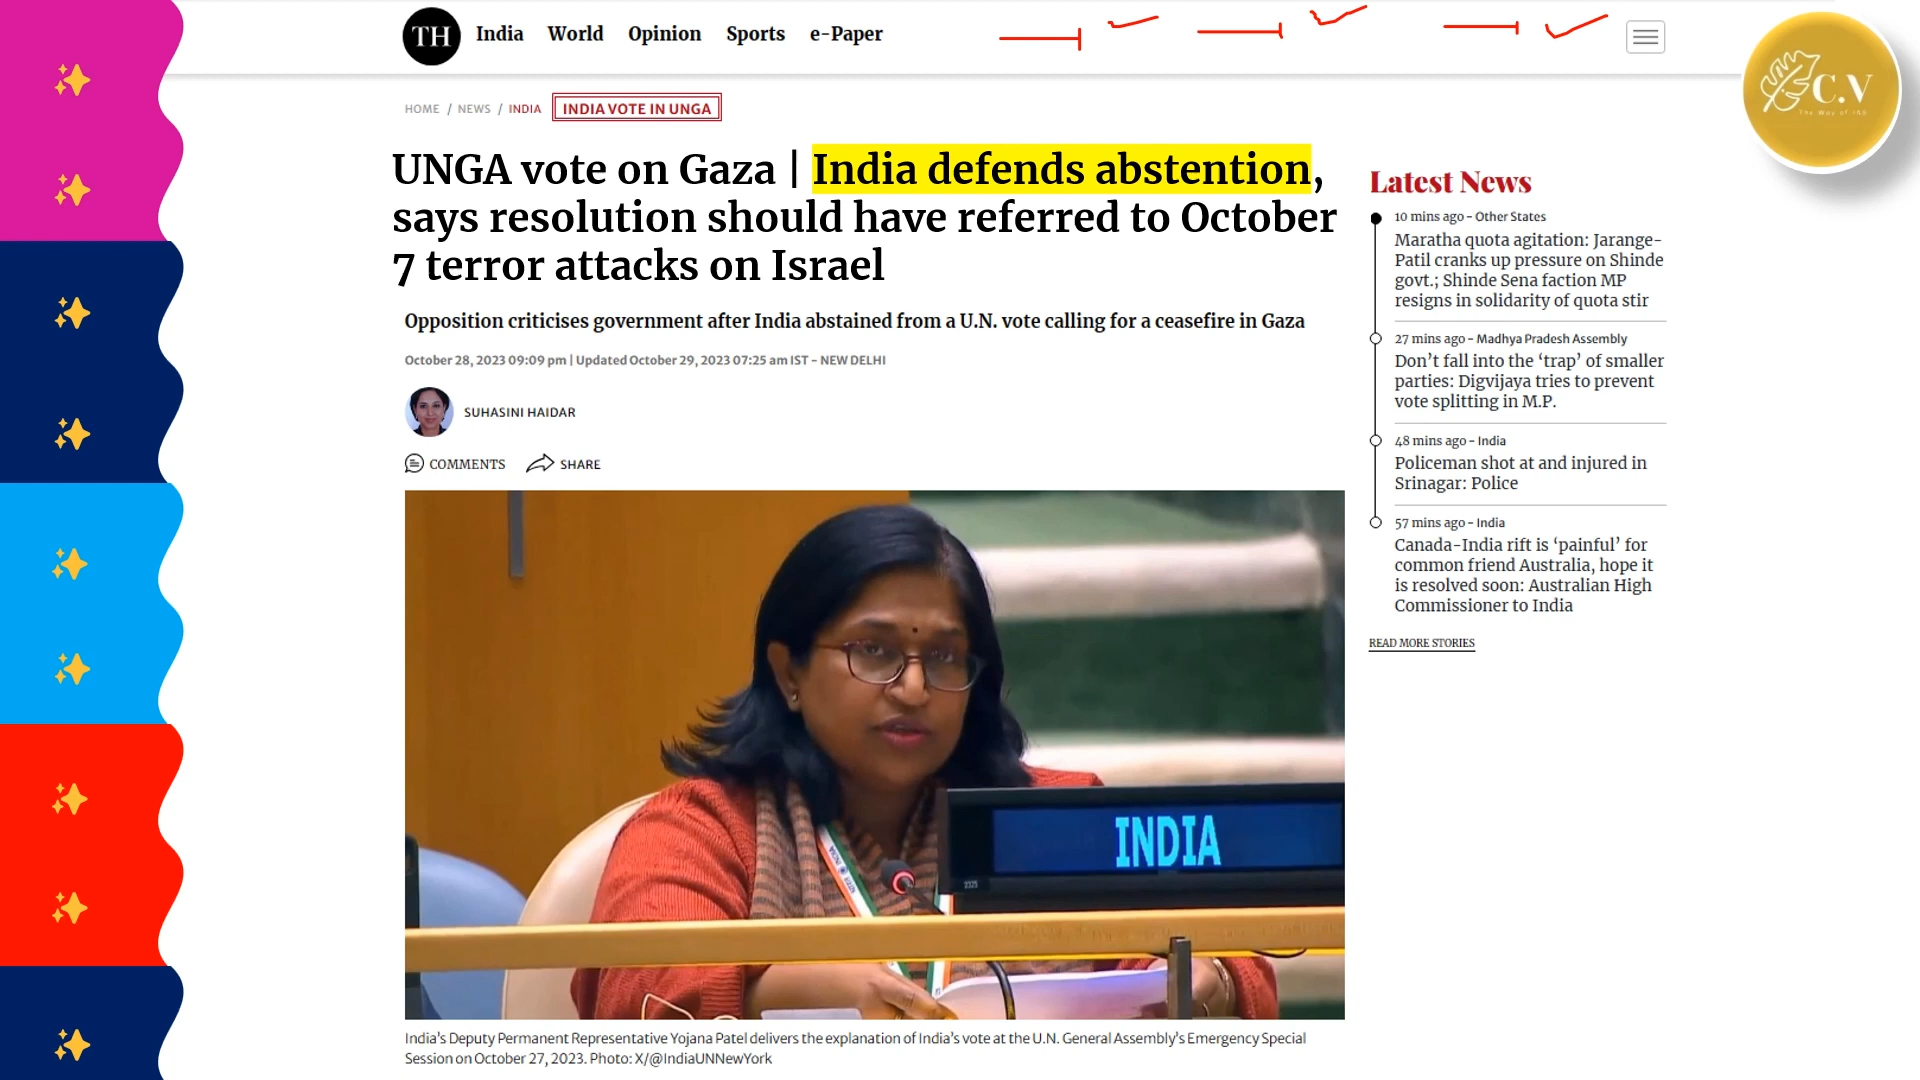 TH India World Opinion Sports e-Paper
C.V
The Way of IND
HOME / NEWS / INDIA INDIA VOTE IN UNGA
UNGA vote on Gaza | India defends abstention,
says resolution should have referred to October
7 terror attacks on Israel
Opposition criticises government after India abstained from a U.N. vote calling for a ceasefire in Gaza
October 28, 2023 09:09 pm | Updated October 29, 2023 07:25 am IST - NEW DELHI
SUHASINI HAIDAR
COMMENTS SHARE
INDIA
2325
India's Deputy Permanent Representative Yojana Patel delivers the explanation of India's vote at the U.N. General Assembly's Emergency Special
Session on October 27, 2023. Photo: X/@IndiaUNNewYork
Latest News
10 mins ago - Other States
Maratha quota agitation: Jarange-
Patil cranks up pressure on Shinde
govt.; Shinde Sena faction MP
resigns in solidarity of quota stir
27 mins ago - Madhya Pradesh Assembly
Don't fall into the ‘trap’ of smaller
parties: Digvijaya tries to prevent
vote splitting in M.P.
48 mins ago - India
Policeman shot at and injured in
Srinagar: Police
57 mins ago - India
Canada-India rift is ‘painful’ for
common friend Australia, hope it
is resolved soon: Australian High
Commissioner to India
READ MORE STORIES